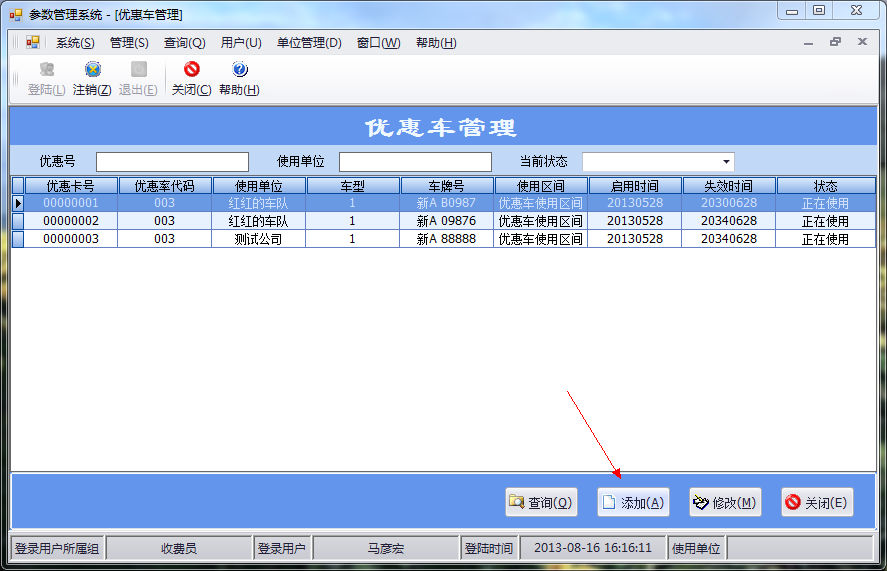 参数管理系统 - [优惠车管理]
系统(S) 管理(S) 查询(Q) 用户(U) 单位管理(D) 窗口(W) 帮助(H)
登陆(L) 注销(Z) 退出(E) 关闭(C) 帮助(H)
优惠车管理
优惠号 使用单位 当前状态
优惠卡号 优惠率代码 使用单位 车型 车牌号 使用区间 启用时间 失效时间 状态
00000001 003 红红的车队 1 新A 80987 优惠车使用区间 20130528 20300628 正在使用
00000002 003 红红的车队 1 新A 09876 优惠车使用区间 20130528 20340628 正在使用
00000003 003 测试公司 1 新A 88888 优惠车使用区间 20130528 20340628 正在使用
查询(Q) 添加(A) 修改(M) 关闭(E)
登录用户所属组 收费员 登录用户 马彦宏 登陆时间 2013-08-16 16:16:11 使用单位